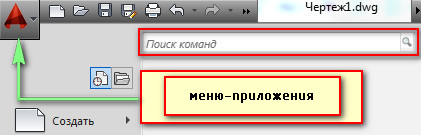 Чертеж1.dwg
Поиск команд
меню-приложения
Создать